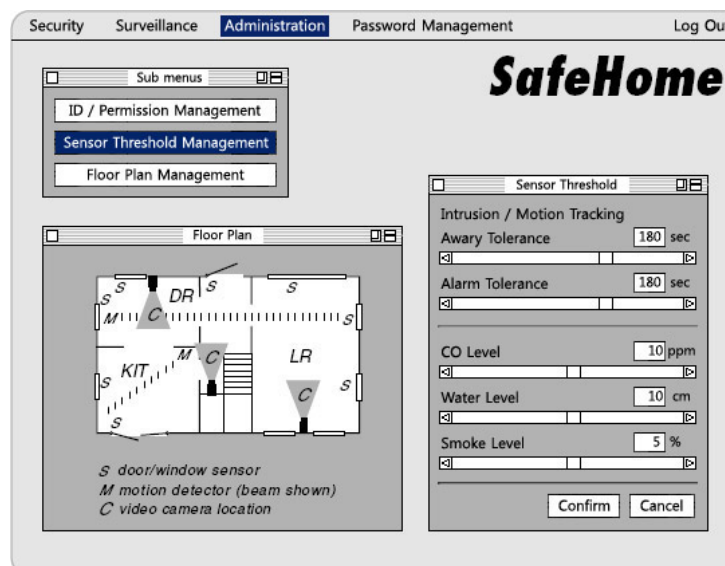 Security Surveillance Administration Password Management Log Ou
SafeHome
Sub menus
ID / Permission Management
Sensor Threshold Management
Floor Plan Management
Floor Plan
S S S
S DR S
M C S
KIT M C LR
S C S
S
S door/window sensor
M motion detector (beam shown)
C video camera location
Sensor Threshold
Intrusion / Motion Tracking
Awary Tolerance 180 sec
Alarm Tolerance 180 sec
CO Level 10 ppm
Water Level 10 cm
Smoke Level 5 %
Confirm Cancel